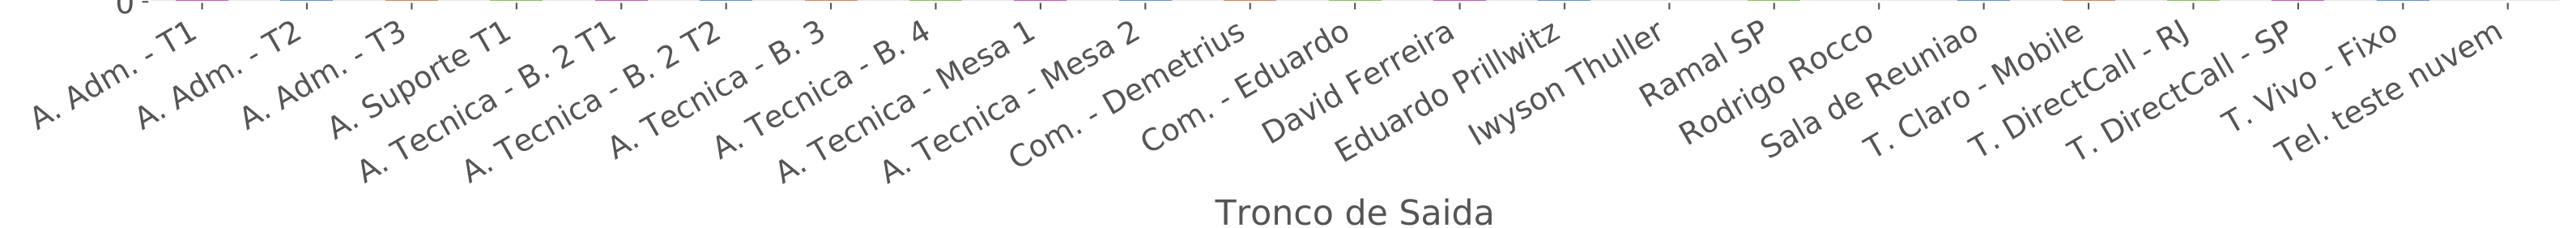 0
A. Adm. - T1
A. Adm. - T2
A. Adm. - T3
A. Suporte T1
A. Tecnica - B. 2 T1
A. Tecnica - B. 2 T2
A. Tecnica - B. 3
A. Tecnica - B. 4
A. Tecnica - Mesa 1
A. Tecnica - Mesa 2
Com. - Demetrius
Com. - Eduardo
David Ferreira
Eduardo Prillwitz
Iwyson Thuller
Ramal SP
Rodrigo Rocco
Sala de Reuniao
T. Claro - Mobile
T. DirectCall - RJ
T. DirectCall - SP
T. Vivo - Fixo
Tel. teste nuvem
Tronco de Saida